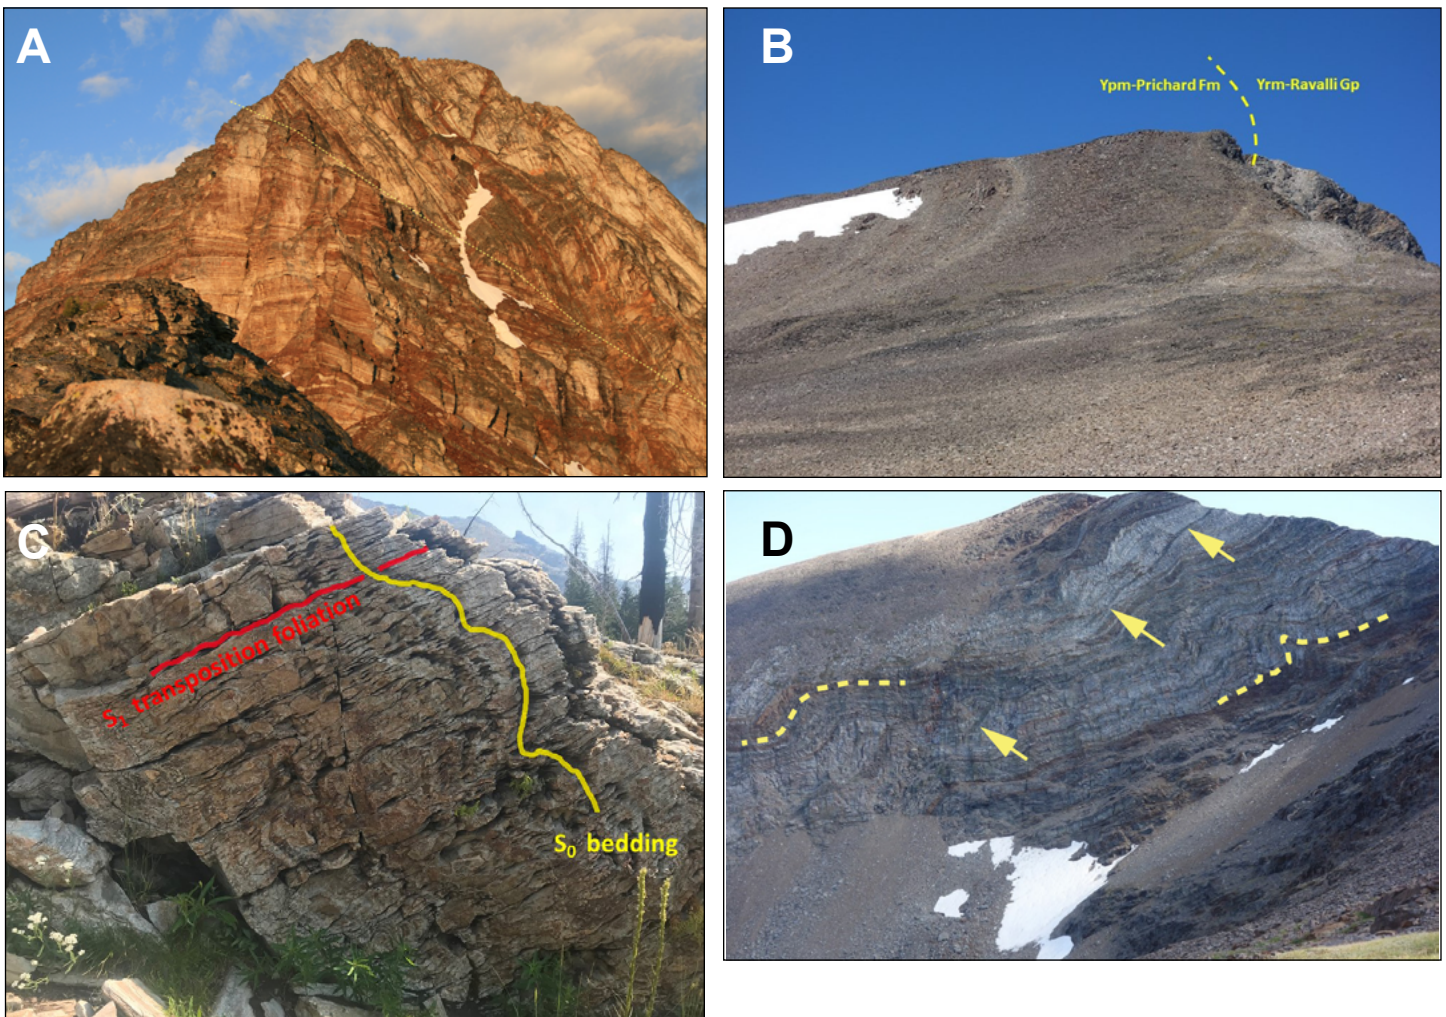 A
B
Ypm-Prichard Fm
Yrm-Ravalli Gp
C
S₁ transposition foliation
S₀ bedding
D